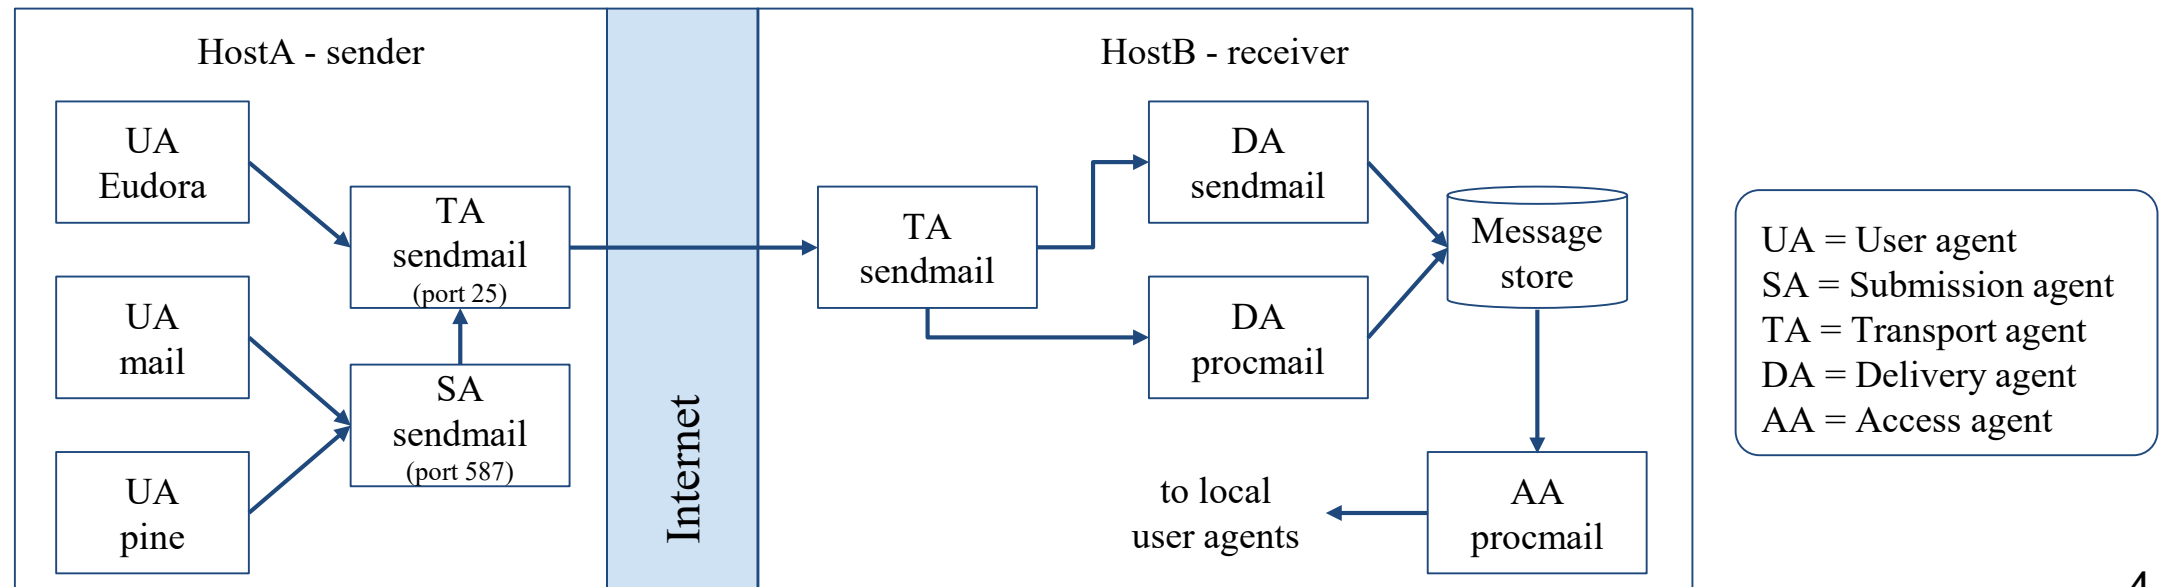 HostA - sender
UA
Eudora
UA
mail
UA
pine
TA
sendmail
(port 25)
SA
sendmail
(port 587)
Internet
HostB - receiver
TA
sendmail
DA
sendmail
DA
procmail
Message
store
AA
procmail
to local
user agents
UA = User agent
SA = Submission agent
TA = Transport agent
DA = Delivery agent
AA = Access agent
4